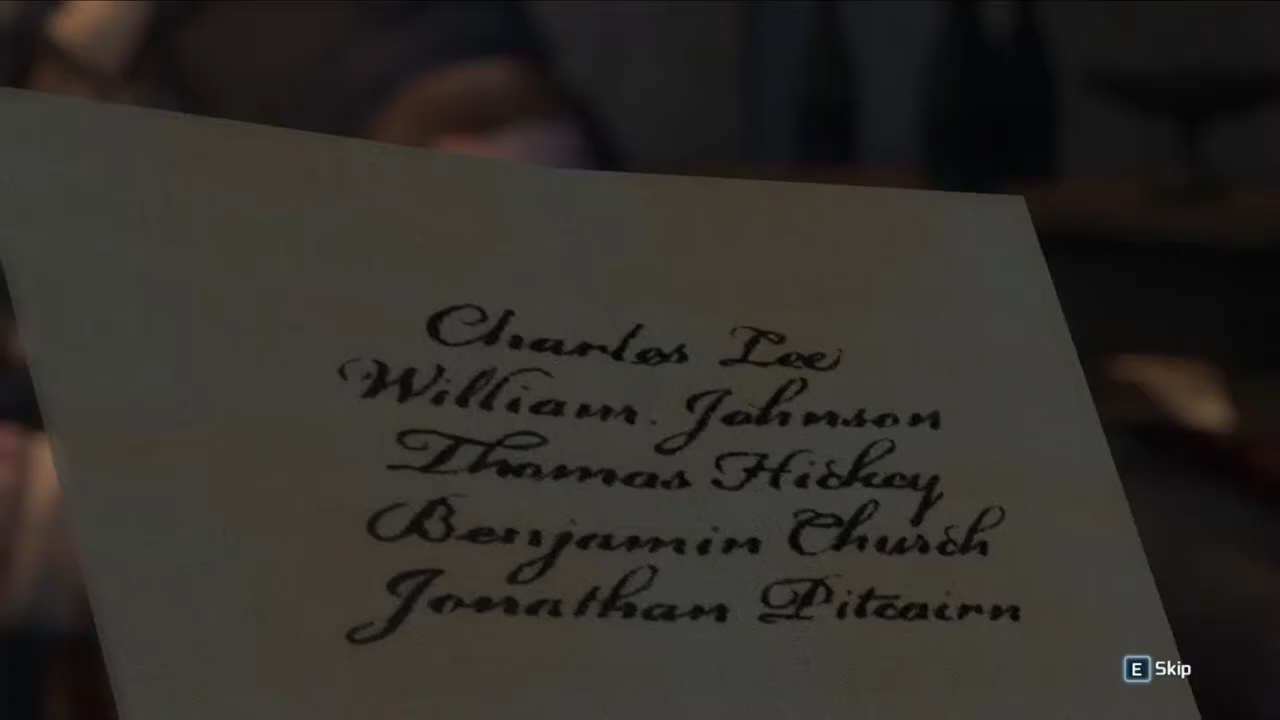 Charles Lee
William. Johnson
Thomas Hickey
Benjamin Church
Jonathan Pitcairn
E Skip